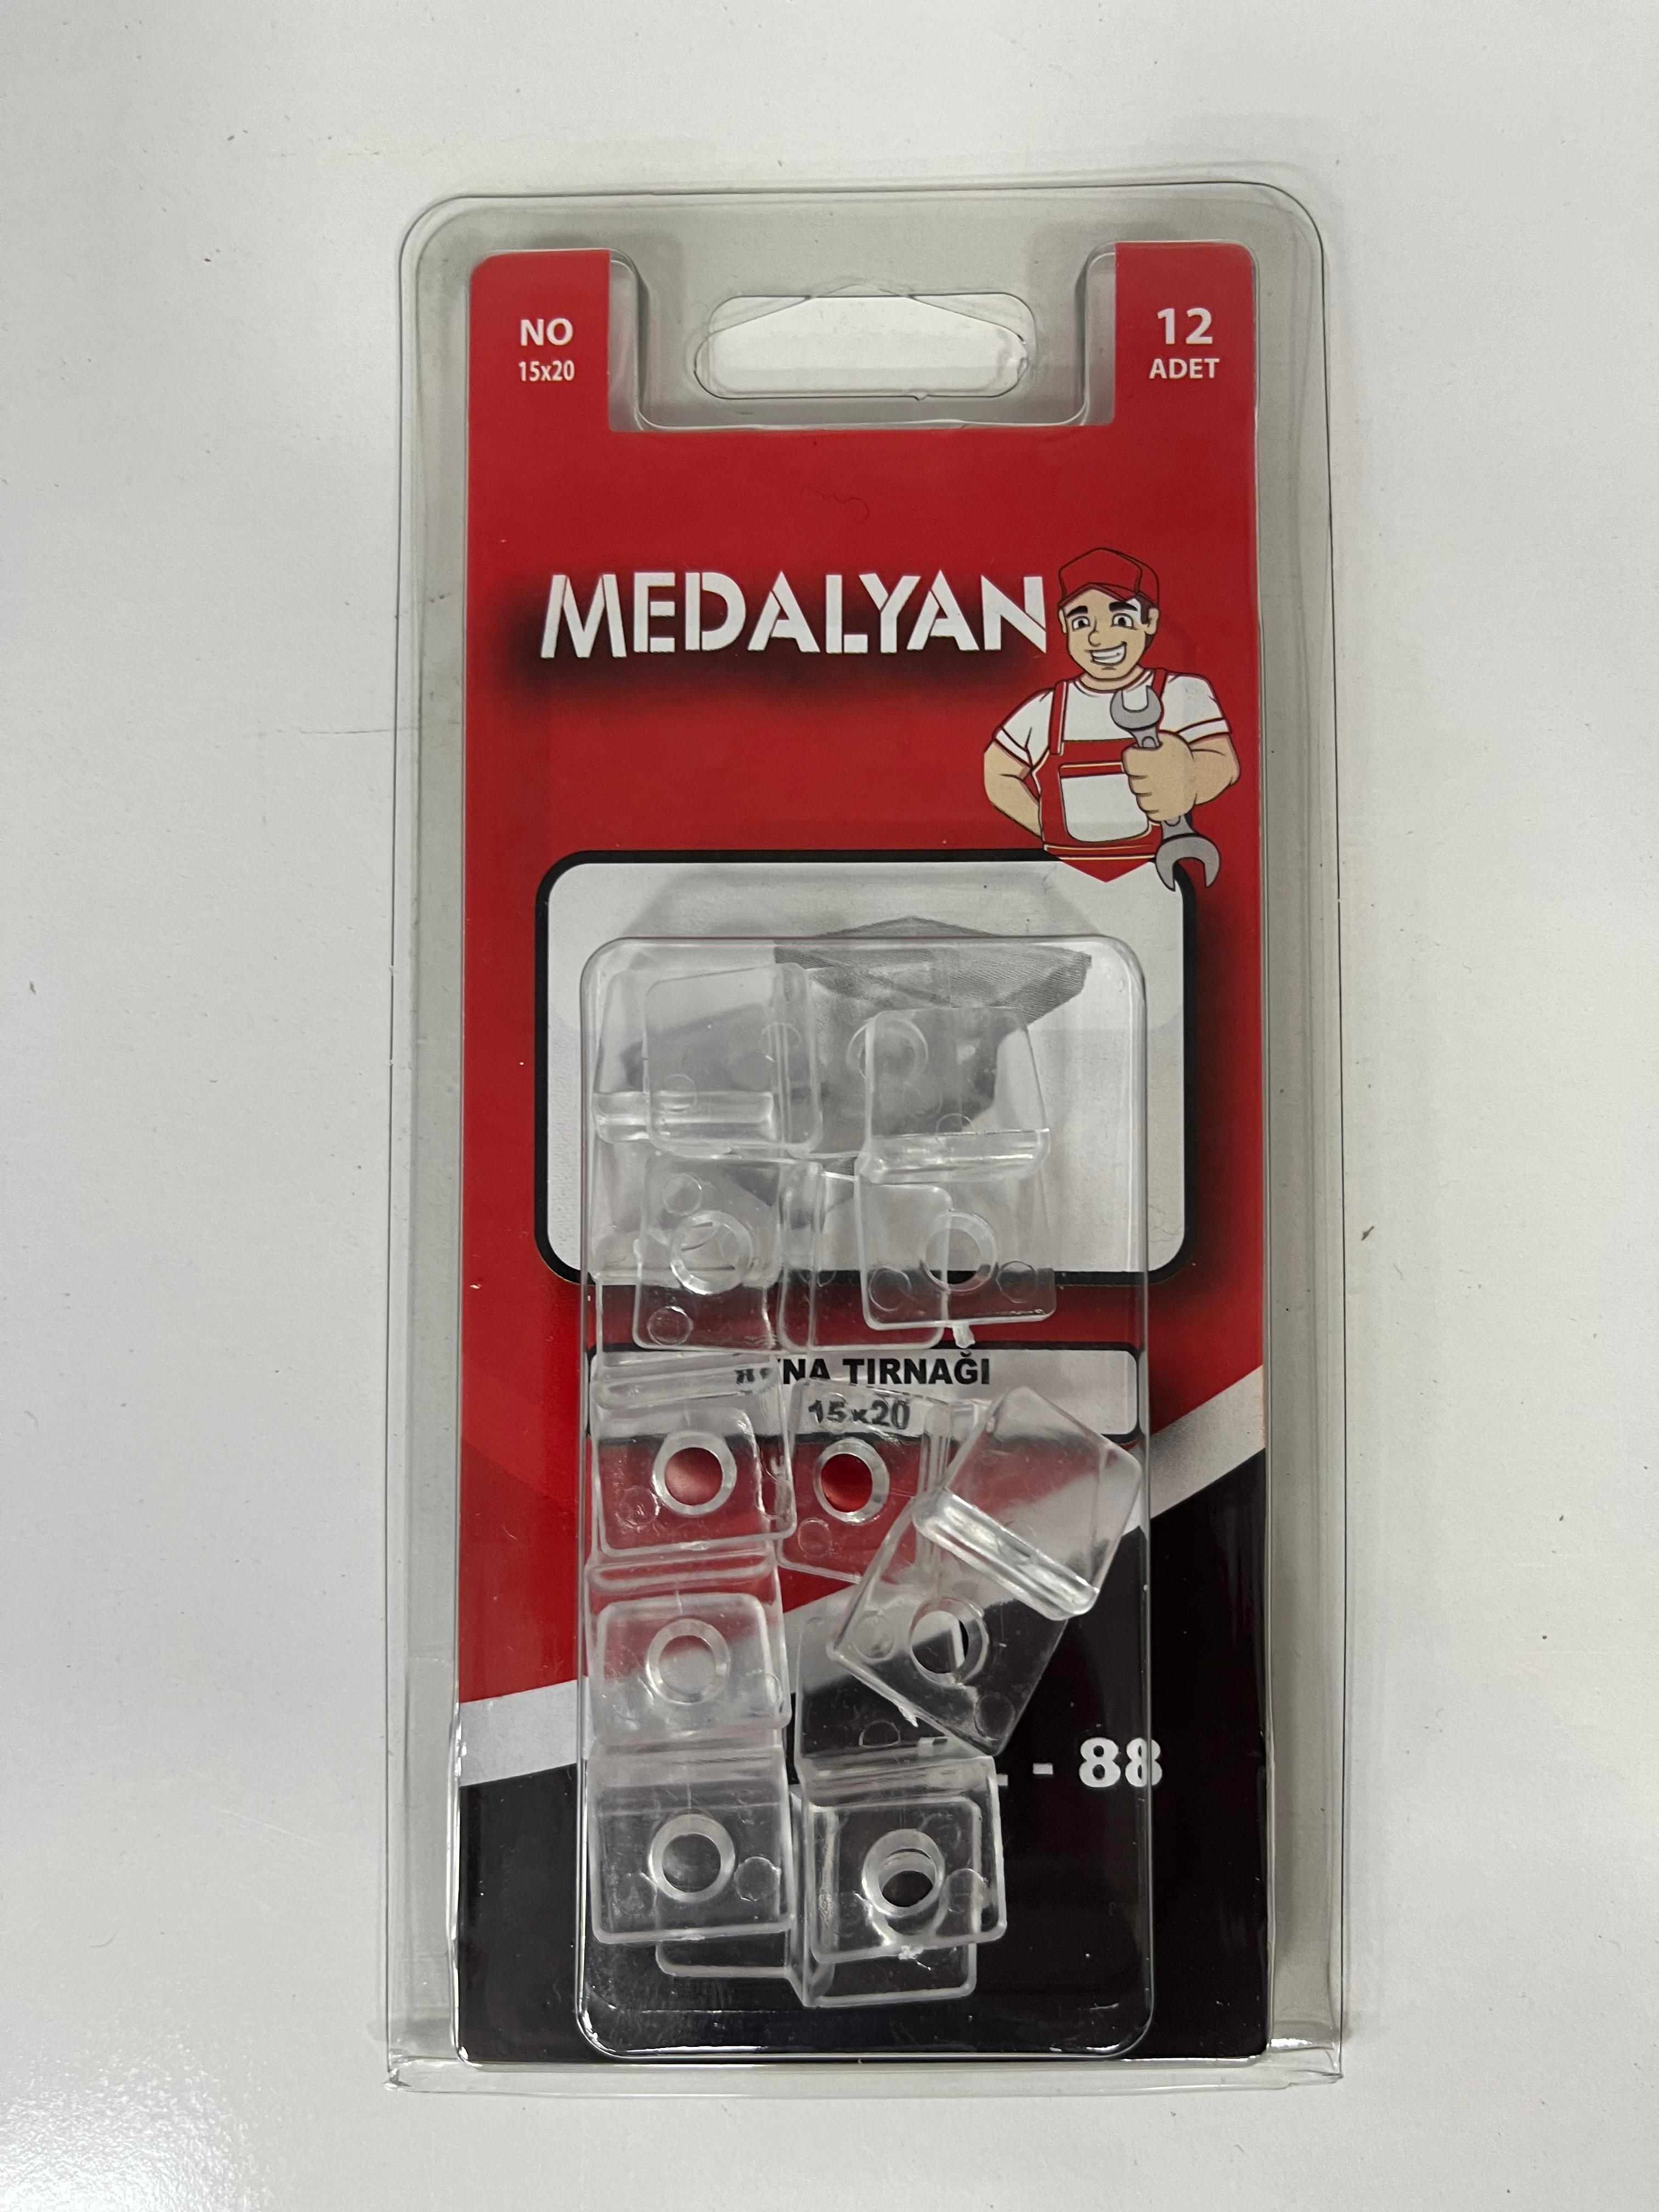 NO
15x20
12
ADET
MEDALYAN
TIRNAĞI
15x20
- 88